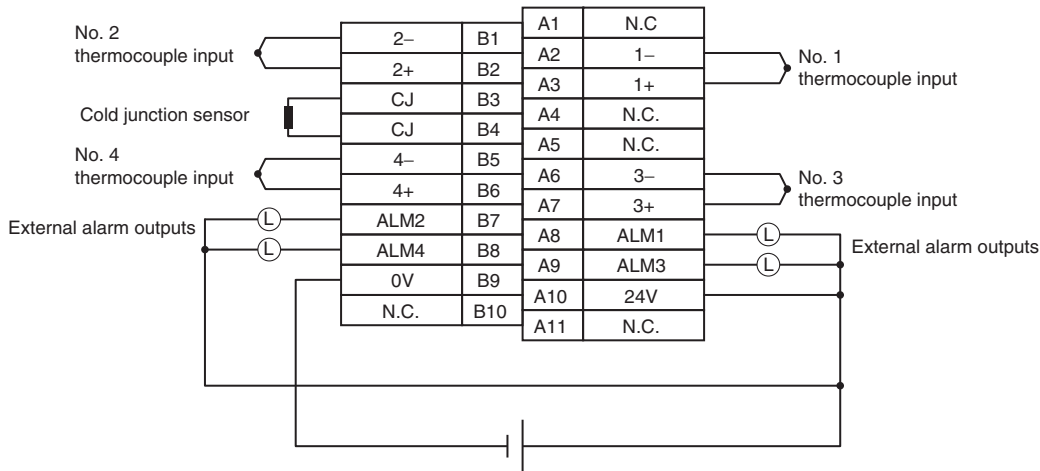 No. 2
thermocouple input
Cold junction sensor
No. 4
thermocouple input
External alarm outputs
2– B1
2+ B2
CJ B3
CJ B4
4– B5
4+ B6
L ALM2 B7
L ALM4 B8
0V B9
N.C. B10
A1 N.C
A2 1–
A3 1+
A4 N.C.
A5 N.C.
A6 3–
A7 3+
A8 ALM1 L
A9 ALM3 L
A10 24V
A11 N.C.
No. 1
thermocouple input
No. 3
thermocouple input
External alarm outputs